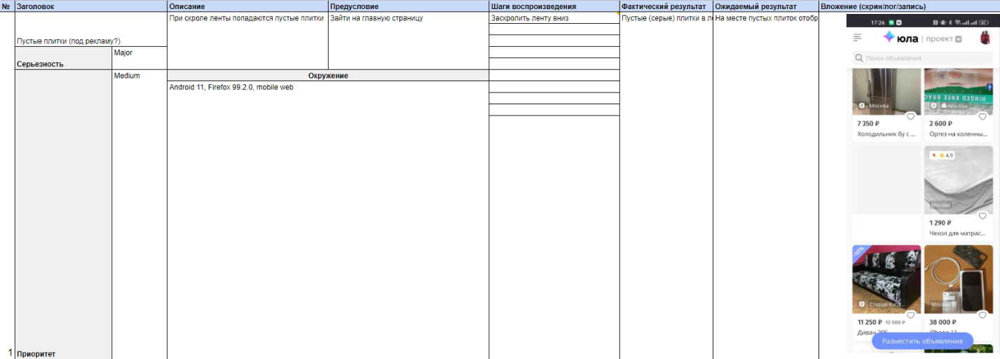 № Заголовок Описание Предусловие Шаги воспроизведения Фактический результат Ожидаемый результат Вложение (скрин/лог/запись)
Пустые плитки (под рекламу?)
При скроле ленты попадаются пустые плитки
Зайти на главную страницу
Заскролить ленту вниз
Пустые (серые) плитки в ле
На месте пустых плиток отобр
Серьезность
Major
Medium
Окружение
Android 11, Firefox 99.2.0, mobile web
1 Приоритет
17:26
юла | проект
Поиск объявлений
Москва
7 350 ₽
Холодильник бу с ...
HINGED KNEE BRAC
Москва
2 600 ₽
Ортез на коленны...
4,9
Москва
1 290 ₽
Чехол для матрас...
-10%
Старая Купа...
11 250 ₽ 12 500 ₽
Диван 205
Москва
38 000 ₽
iPhone 11
Разместить объявление